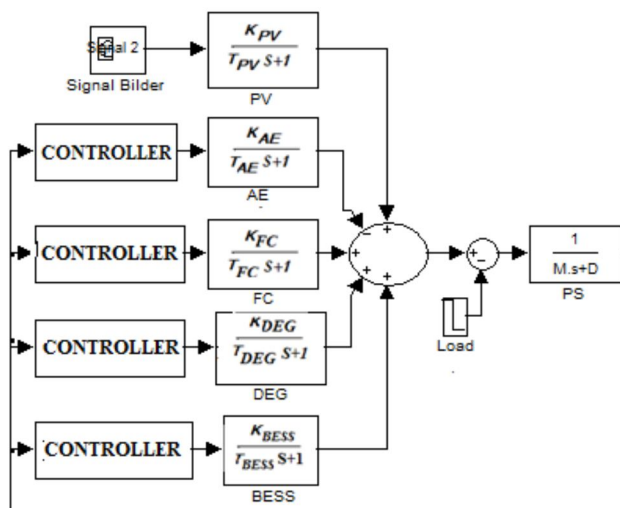 Signal 2
Signal Bilder
K_PV
T_PV S+1
PV
CONTROLLER
K_AE
T_AE S+1
AE
CONTROLLER
K_FC
T_FC S+1
FC
CONTROLLER
K_DEG
T_DEG S+1
DEG
CONTROLLER
K_BESS
T_BESS S+1
BESS
− +
+
+ +
+ −
Load
1
M.s+D
PS